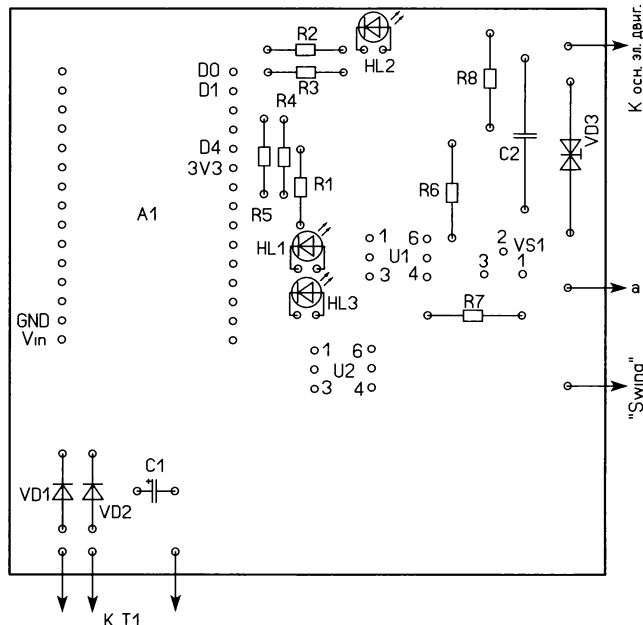 R2
HL2
К осн. эл. двиг.
D0
R3
D1
R4
R8
C2
VD3
D4
3V3
R1
R6
A1
R5
HL1
1 6
U1
3 4
2
VS1
3 1
HL3
a
R7
GND
Vin
1 6
U2
3 4
"Swing"
C1
+
VD1
VD2
К Т1